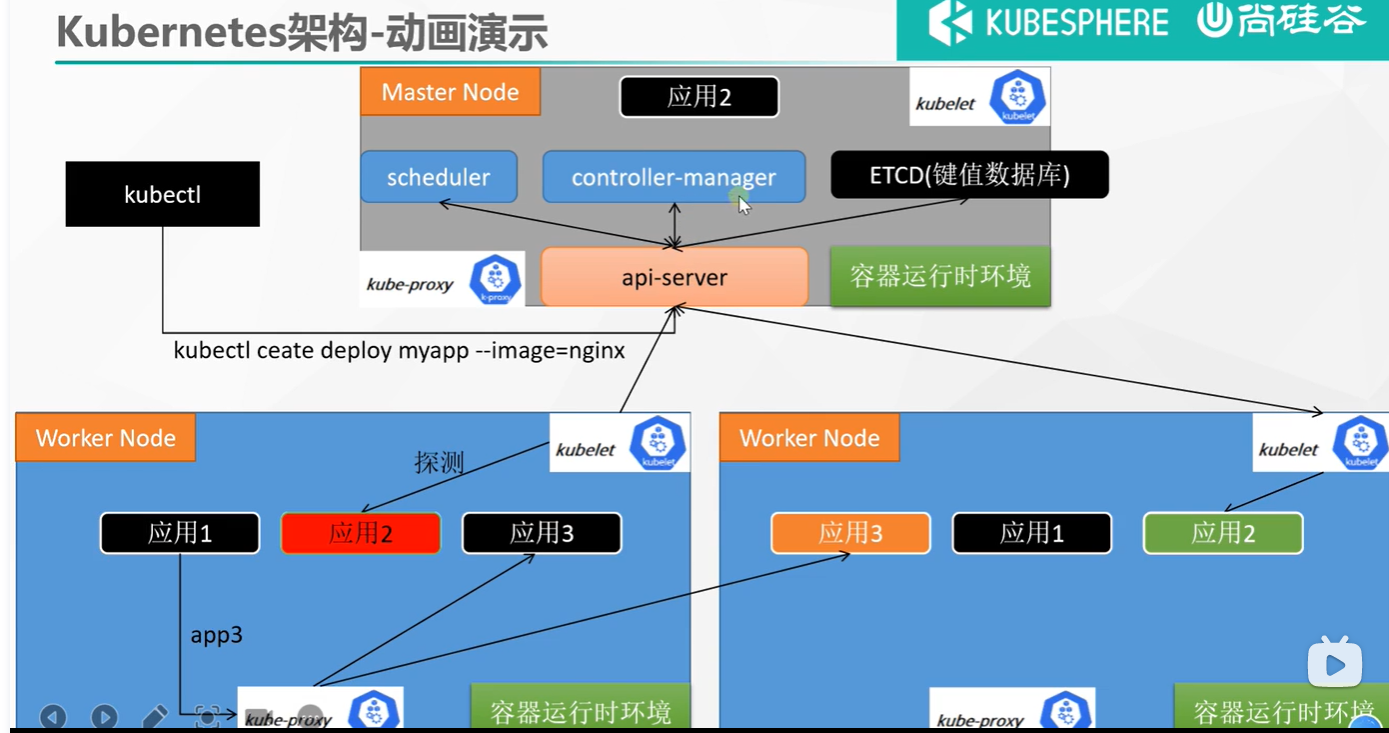 Kubernetes架构-动画演示
KUBESPHERE
尚硅谷
Master Node
应用2
kubelet
kubelet
kubectl
scheduler
controller-manager
ETCD(键值数据库)
kube-proxy
k-proxy
api-server
容器运行时环境
kubectl ceate deploy myapp --image=nginx
Worker Node
kubelet
kubelet
探测
应用1
应用2
应用3
app3
kube-proxy
容器运行时环境
Worker Node
kubelet
kubelet
应用3
应用1
应用2
kube-proxy
容器运行时环境